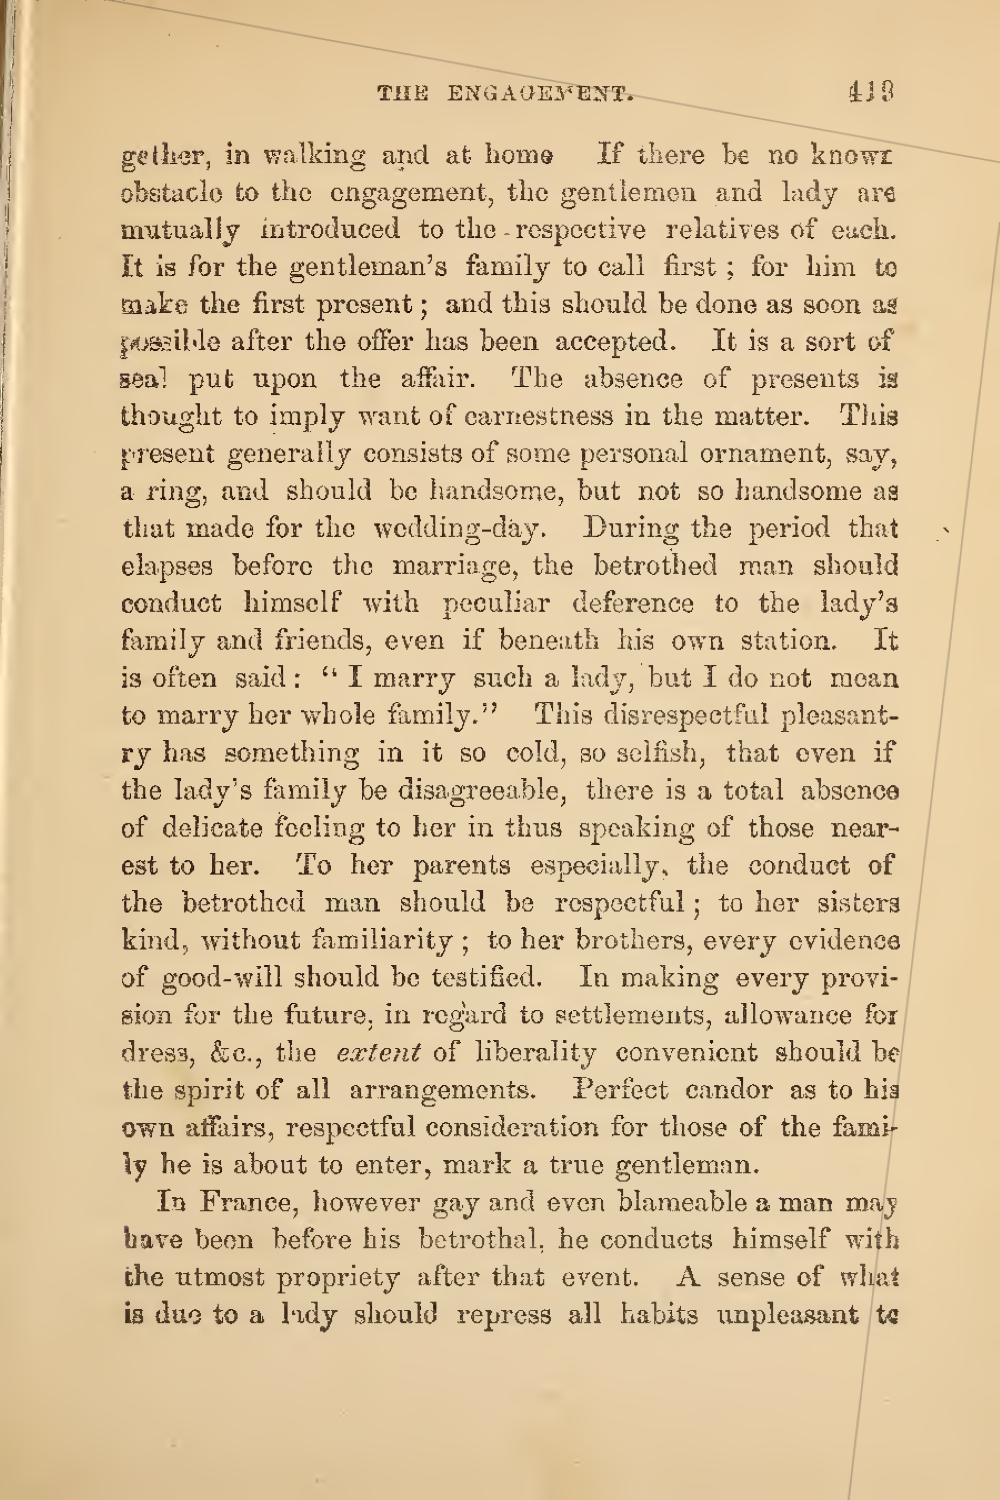 THE ENGAGEMENT. 413
gether, in walking and at home If there be no known
obstacle to the engagement, the gentlemen and lady are
mutually introduced to the respective relatives of each.
It is for the gentleman's family to call first ; for him to
make the first present ; and this should be done as soon as
possible after the offer has been accepted. It is a sort of
seal put upon the affair. The absence of presents is
thought to imply want of earnestness in the matter. This
present generally consists of some personal ornament, say,
a ring, and should be handsome, but not so handsome as
that made for the wedding-day. During the period that
elapses before the marriage, the betrothed man should
conduct himself with peculiar deference to the lady's
family and friends, even if beneath his own station. It
is often said : “ I marry such a lady, but I do not mean
to marry her whole family.” This disrespectful pleasant-
ry has something in it so cold, so selfish, that even if
the lady's family be disagreeable, there is a total absence
of delicate feeling to her in thus speaking of those near-
est to her. To her parents especially, the conduct of
the betrothed man should be respectful ; to her sisters
kind, without familiarity ; to her brothers, every evidence
of good-will should be testified. In making every provi-
sion for the future, in regard to settlements, allowance for
dress, &c., the extent of liberality convenient should be
the spirit of all arrangements. Perfect candor as to his
own affairs, respectful consideration for those of the fami-
ly he is about to enter, mark a true gentleman.
In France, however gay and even blameable a man may
have been before his betrothal, he conducts himself with
the utmost propriety after that event. A sense of what
is due to a lady should repress all habits unpleasant to